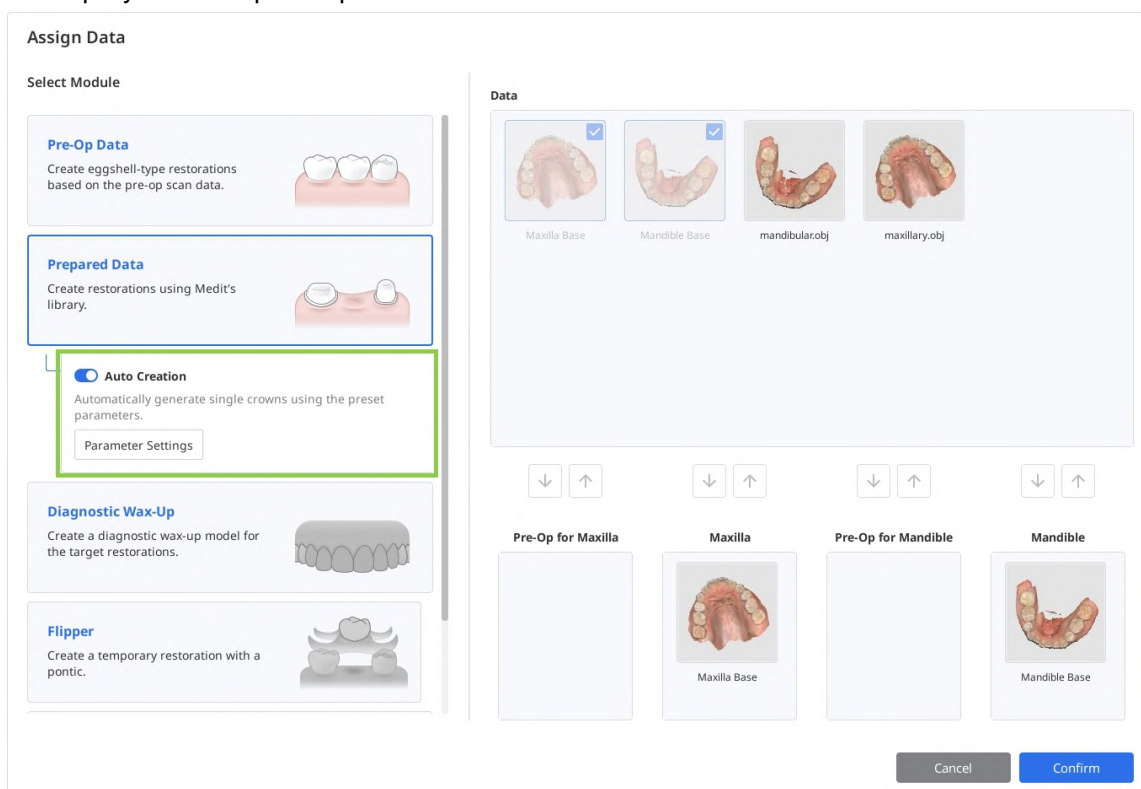 Assign Data
Select Module
Pre-Op Data
Create eggshell-type restorations
based on the pre-op scan data.
Prepared Data
Create restorations using Medit's
library.
Auto Creation
Automatically generate single crowns using the preset
parameters.
Parameter Settings
Diagnostic Wax-Up
Create a diagnostic wax-up model for
the target restorations.
Flipper
Create a temporary restoration with a
pontic.
Data
Maxilla Base
Mandible Base
mandibular.obj
maxillary.obj
Pre-Op for Maxilla
Maxilla
Pre-Op for Mandible
Mandible
Maxilla Base
Mandible Base
Cancel
Confirm